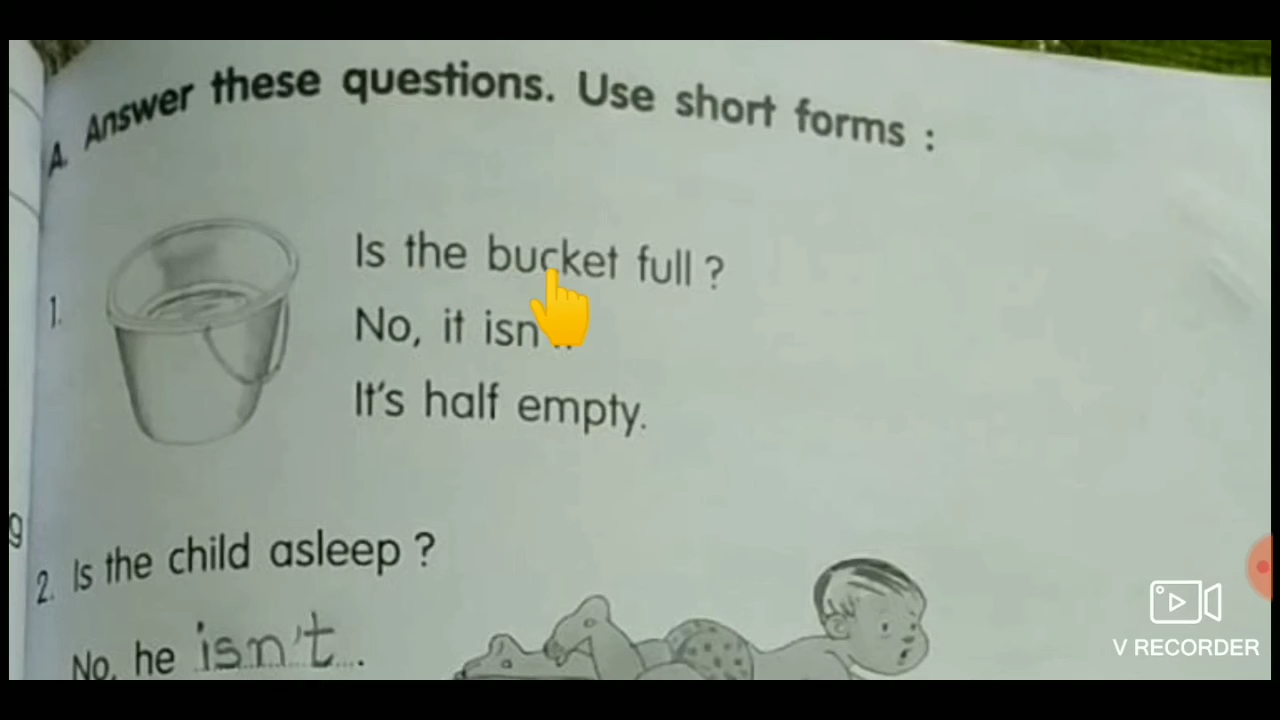 A. Answer these questions. Use short forms :
1.
Is the bucket full ?
No, it isn
It's half empty.
g
2. Is the child asleep ?
No, he isn't.
V RECORDER